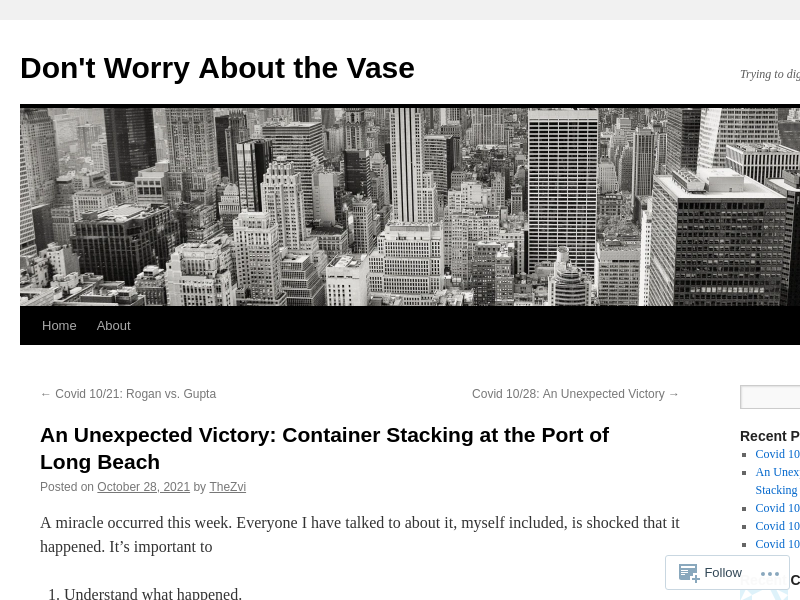 Don't Worry About the Vase
Trying to dig
Home About
← Covid 10/21: Rogan vs. Gupta
Covid 10/28: An Unexpected Victory →
An Unexpected Victory: Container Stacking at the Port of
Long Beach
Posted on October 28, 2021 by TheZvi
A miracle occurred this week. Everyone I have talked to about it, myself included, is shocked that it
happened. It’s important to
1. Understand what happened.
Recent P
Covid 10
An Unex
Stacking
Covid 10
Covid 10
Covid 10
Follow